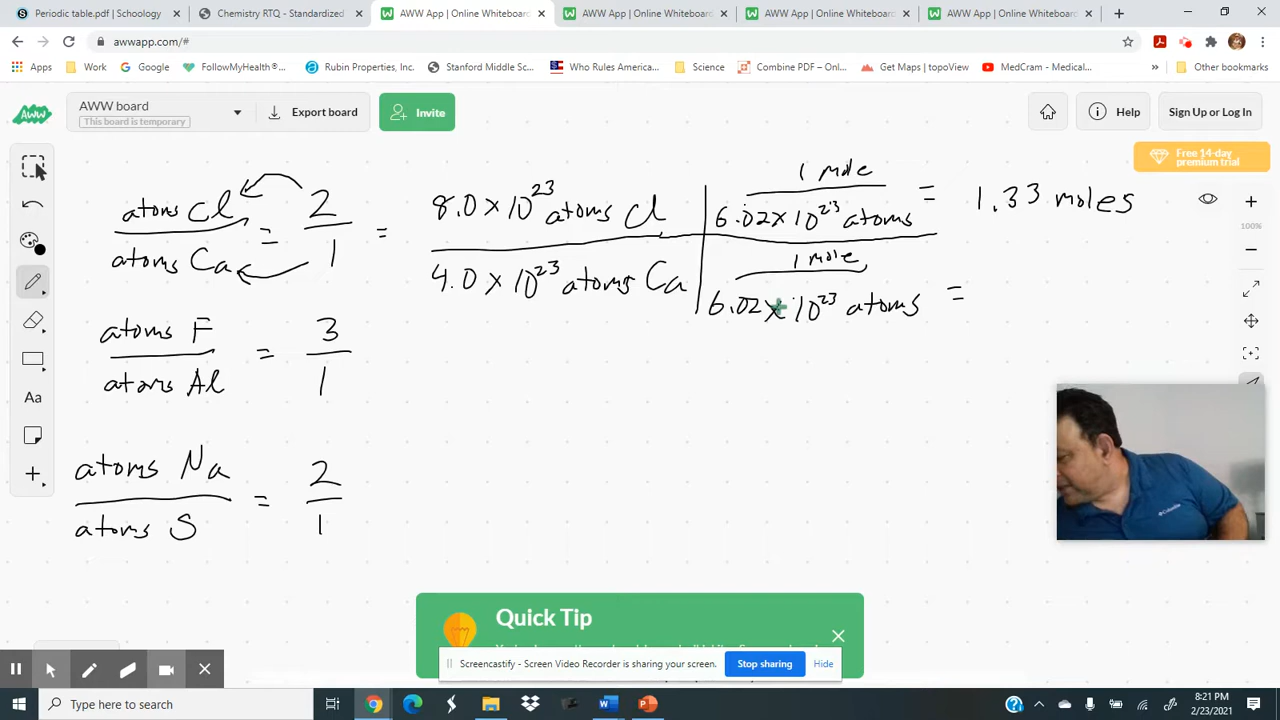 Periodic table.pdf | Schoology
Chemistry RTQ - Standardized
AWW App | Online Whiteboard
AWW App | Online Whiteboard
AWW App | Online Whiteboard
AWW App | Online Whiteboard
awwapp.com/#
Apps Work Google FollowMyHealth® ... Rubin Properties, Inc. Stanford Middle Sc... Who Rules America... Science Combine PDF – Onli... Get Maps | topoView MedCram - Medical... » Other bookmarks
AWW board
This board is temporary
Export board
Invite
Help
Sign Up or Log In
Free 14-day
premium trial
1 mole
atoms Cl 2 8.0 x 10^23 atoms Cl 6.02x10^23 atoms = 1.33 moles
= =
atoms Ca 1 4.0 x 10^23 atoms Ca 1 mole
6.02x10^23 atoms =
100%
atoms F = 3
atoms Al 1
Aa
atoms Na = 2
atoms S 1
Quick Tip
Screencastify - Screen Video Recorder is sharing your screen.
Stop sharing
Hide
Columbia
Type here to search
8:21 PM
2/23/2021